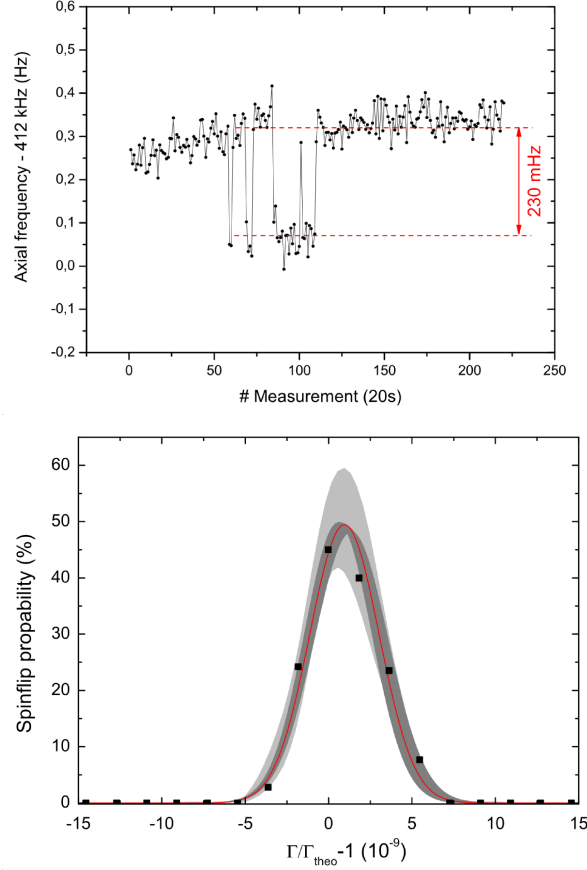 0,6
0,5
0,4
0,3
0,2
0,1
0,0
-0,1
-0,2
Axial frequency - 412 kHz (Hz)
230 mHz
0 50 100 150 200 250
# Measurement (20s)
60
50
40
30
20
10
0
Spinflip propability (%)
-15 -10 -5 0 5 10 15
Γ/Γtheo-1 (10⁻⁹)